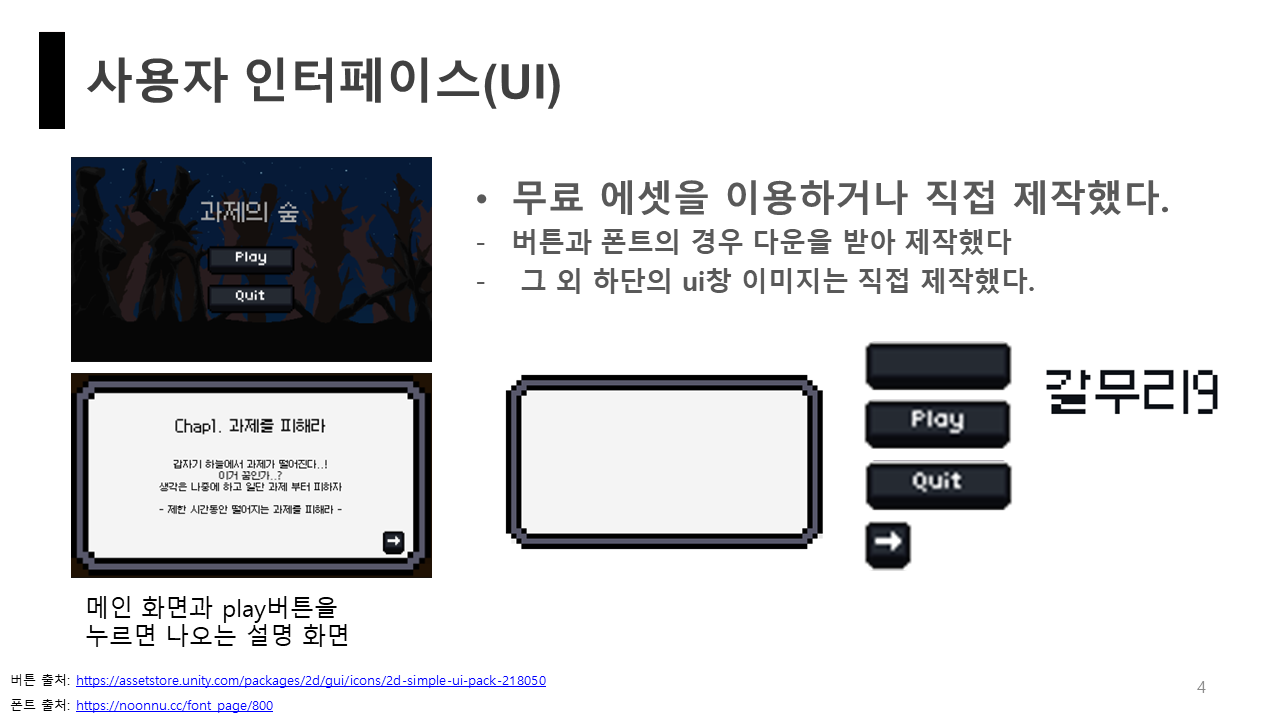 사용자 인터페이스(UI)
과제의 숲
Play
Quit
Chap1. 과제를 피해라
갑자기 하늘에서 과제가 떨어진다..!
이거 꿈인가..?
생각은 나중에 하고 일단 과제 부터 피하자
- 제한 시간동안 떨어지는 과제를 피해라 -
메인 화면과 play버튼을
누르면 나오는 설명 화면
• 무료 에셋을 이용하거나 직접 제작했다.
- 버튼과 폰트의 경우 다운을 받아 제작했다
- 그 외 하단의 ui창 이미지는 직접 제작했다.
Play
Quit
갈무리9
버튼 출처: https://assetstore.unity.com/packages/2d/gui/icons/2d-simple-ui-pack-218050
폰트 출처: https://noonnu.cc/font_page/800
4